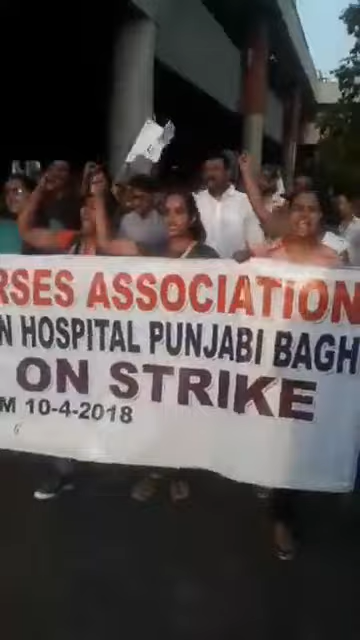 RSES ASSOCIATION
N HOSPITAL PUNJABI BAGH
ON STRIKE
M 10-4-2018